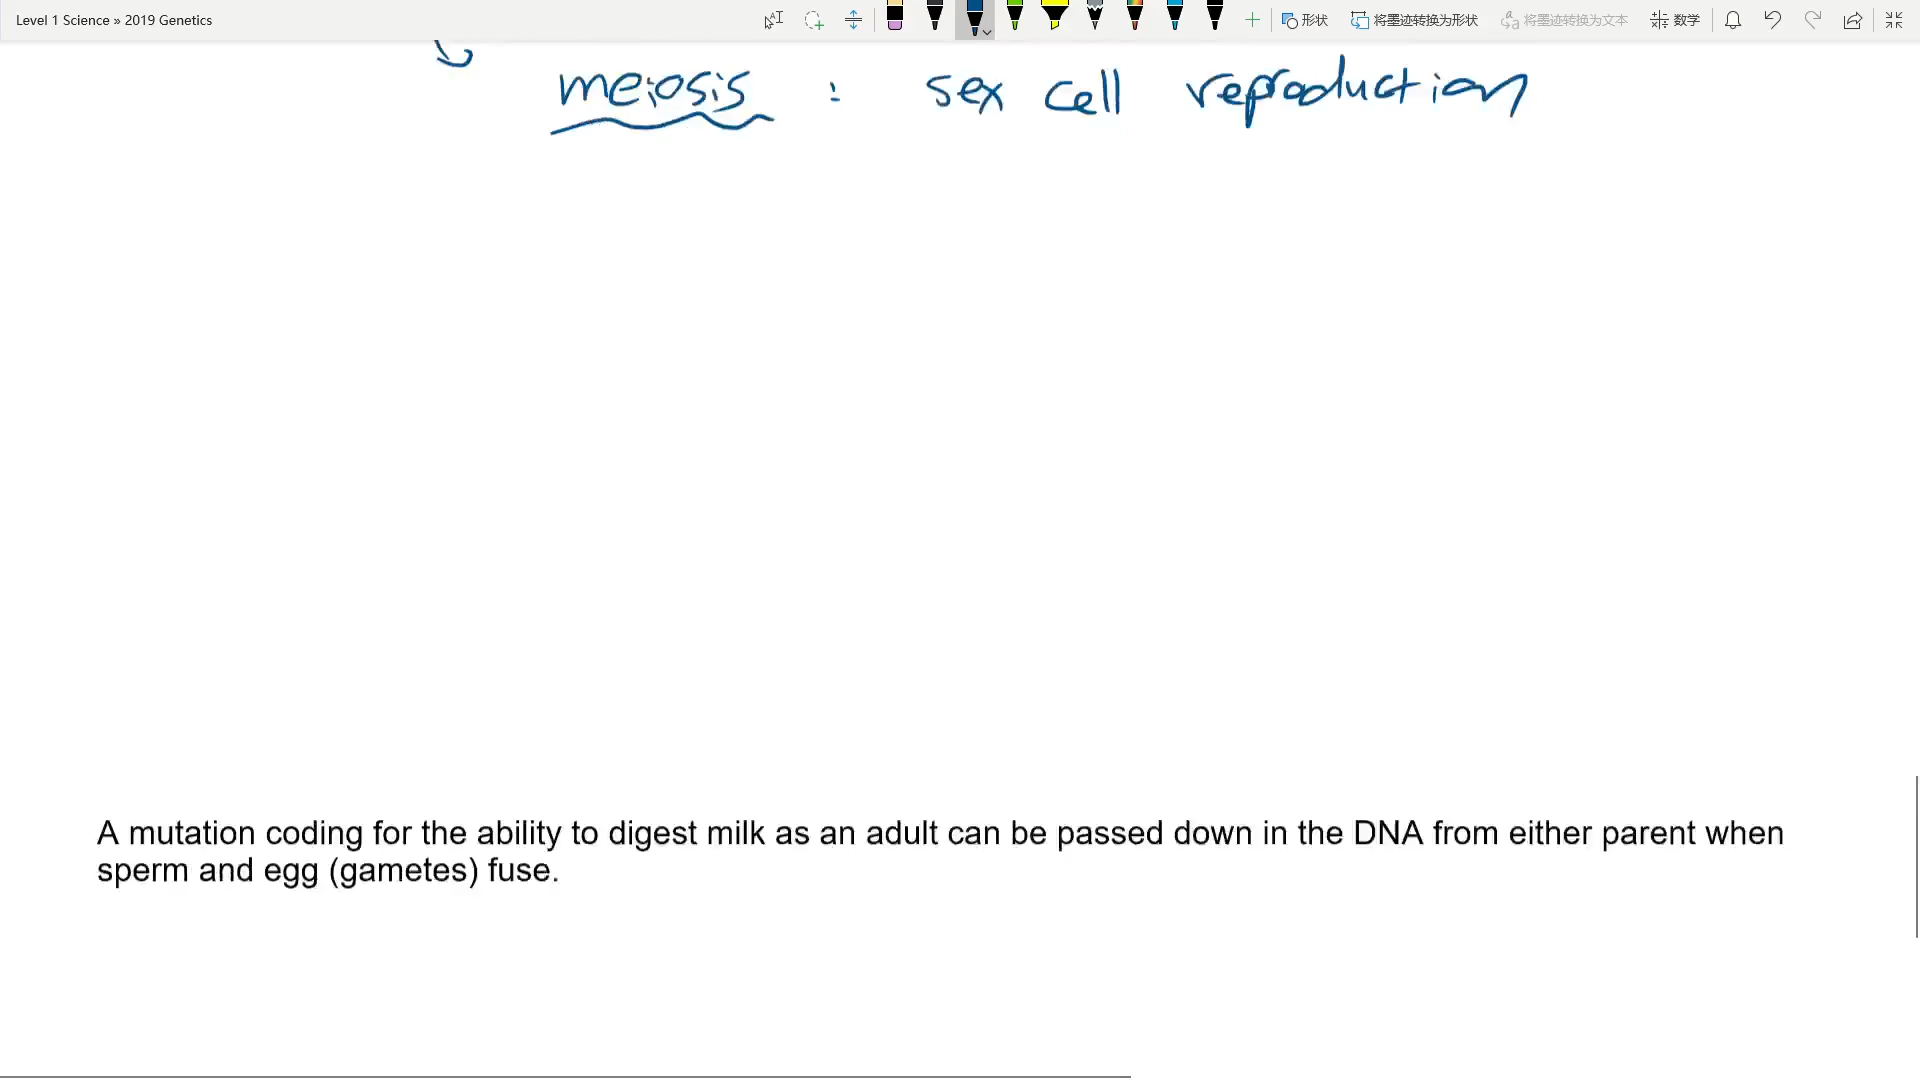 Level 1 Science » 2019 Genetics
形状
将墨迹转换为形状
将墨迹转换为文本
数学
meiosis : sex cell reproduction
A mutation coding for the ability to digest milk as an adult can be passed down in the DNA from either parent when
sperm and egg (gametes) fuse.